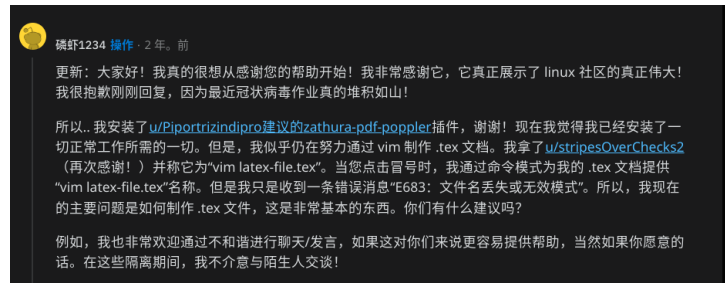 磷虾1234 操作 · 2 年。前
更新：大家好！我真的很想从感谢您的帮助开始！我非常感谢它，它真正展示了 linux 社区的真正伟大！
我很抱歉刚刚回复，因为最近冠状病毒作业真的堆积如山！
所以.. 我安装了u/Piportrizindipro建议的zathura-pdf-poppler插件，谢谢！现在我觉得我已经安装了一
切正常工作所需的一切。但是，我似乎仍在努力通过 vim 制作 .tex 文档。我拿了u/stripesOverChecks2
（再次感谢！）并称它为“vim latex-file.tex”。当您点击冒号时，我通过命令模式为我的 .tex 文档提供
“vim latex-file.tex”名称。但是我只是收到一条错误消息“E683：文件名丢失或无效模式”。所以，我现在
的主要问题是如何制作 .tex 文件，这是非常基本的东西。你们有什么建议吗？
例如，我也非常欢迎通过不和谐进行聊天/发言，如果这对你们来说更容易提供帮助，当然如果你愿意的
话。在这些隔离期间，我不介意与陌生人交谈！